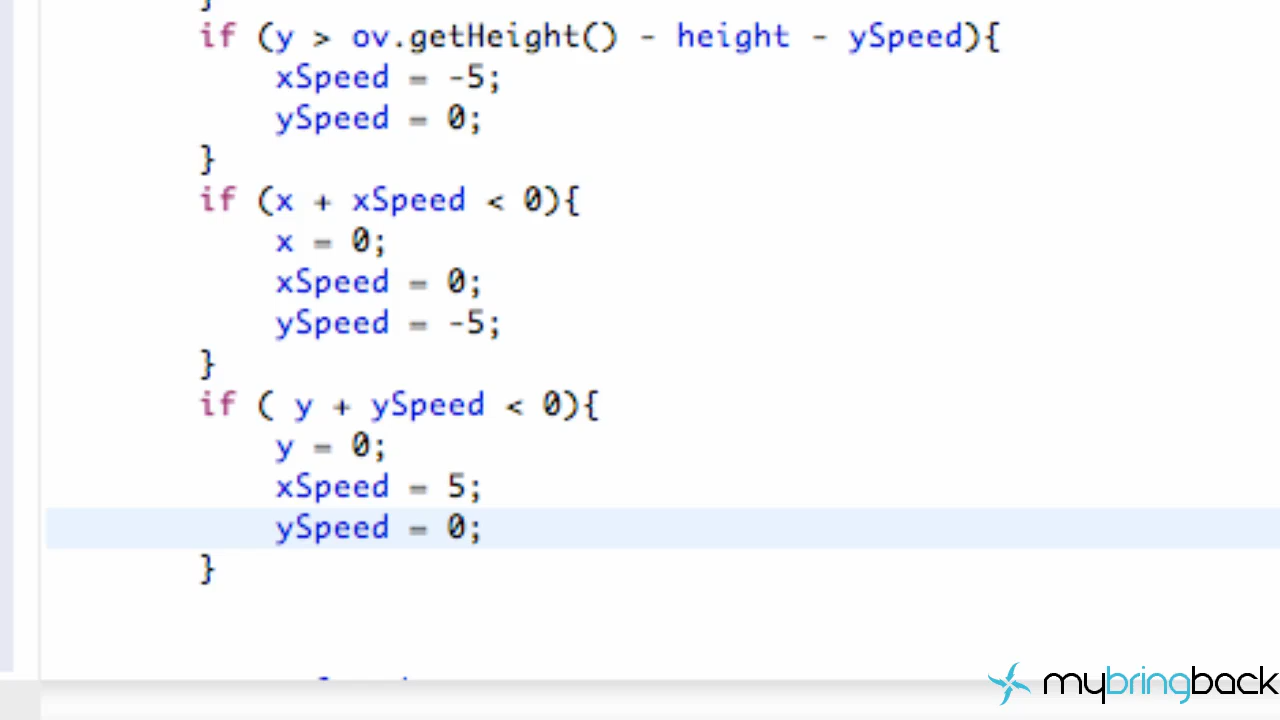 }
if (y > ov.getHeight() - height - ySpeed){
xSpeed = -5;
ySpeed = 0;
}
if (x + xSpeed < 0){
x = 0;
xSpeed = 0;
ySpeed = -5;
}
if ( y + ySpeed < 0){
y = 0;
xSpeed = 5;
ySpeed = 0;
}
mybringback